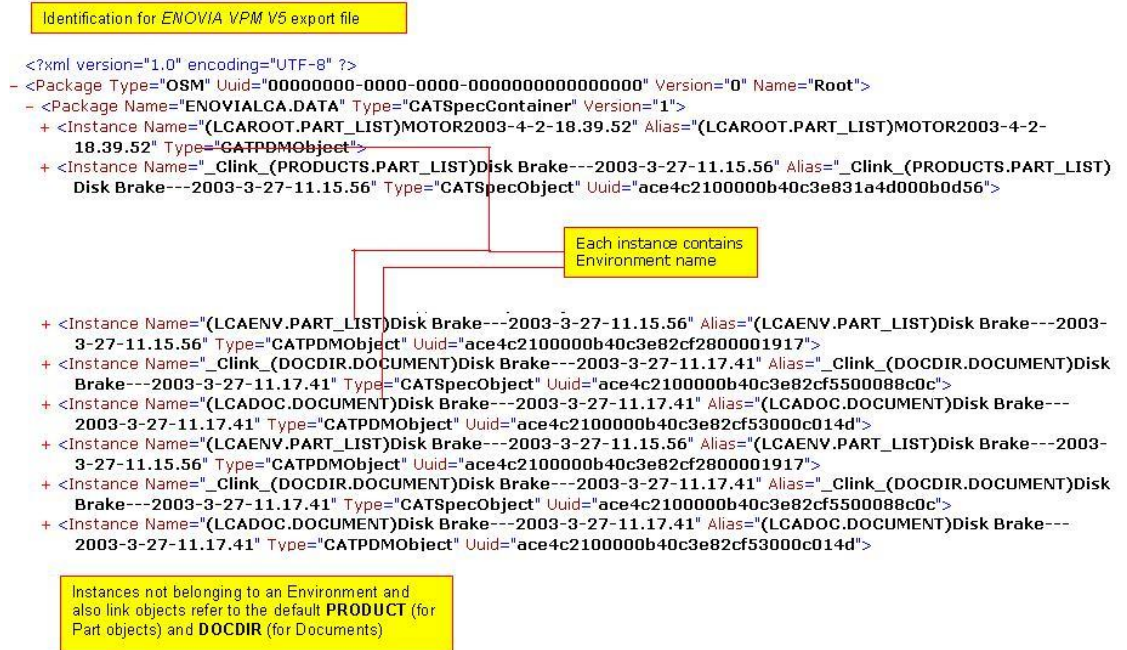 Identification for ENOVIA VPM V5 export file
<?xml version="1.0" encoding="UTF-8" ?>
- <Package Type="OSM" Uuid="00000000-0000-0000-0000000000000000" Version="0" Name="Root">
- <Package Name="ENOVIALCA.DATA" Type="CATSpecContainer" Version="1">
+ <Instance Name="(LCAROOT.PART_LIST)MOTOR2003-4-2-18.39.52" Alias="(LCAROOT.PART_LIST)MOTOR2003-4-2-
18.39.52" Type="CATPDMObject">
+ <Instance Name="_Clink_(PRODUCTS.PART_LIST)Disk Brake---2003-3-27-11.15.56" Alias="_Clink_(PRODUCTS.PART_LIST)
Disk Brake---2003-3-27-11.15.56" Type="CATSpecObject" Uuid="ace4c2100000b40c3e831a4d000b0d56">
Each instance contains
Environment name
+ <Instance Name="(LCAENV.PART_LIST)Disk Brake---2003-3-27-11.15.56" Alias="(LCAENV.PART_LIST)Disk Brake---2003-
3-27-11.15.56" Type="CATPDMObject" Uuid="ace4c2100000b40c3e82cf2800001917">
+ <Instance Name="_Clink_(DOCDIR.DOCUMENT)Disk Brake---2003-3-27-11.17.41" Alias="_Clink_(DOCDIR.DOCUMENT)Disk
Brake---2003-3-27-11.17.41" Type="CATSpecObject" Uuid="ace4c2100000b40c3e82cf5500088c0c">
+ <Instance Name="(LCADOC.DOCUMENT)Disk Brake---2003-3-27-11.17.41" Alias="(LCADOC.DOCUMENT)Disk Brake---
2003-3-27-11.17.41" Type="CATPDMObject" Uuid="ace4c2100000b40c3e82cf53000c014d">
+ <Instance Name="(LCAENV.PART_LIST)Disk Brake---2003-3-27-11.15.56" Alias="(LCAENV.PART_LIST)Disk Brake---2003-
3-27-11.15.56" Type="CATPDMObject" Uuid="ace4c2100000b40c3e82cf2800001917">
+ <Instance Name="_Clink_(DOCDIR.DOCUMENT)Disk Brake---2003-3-27-11.17.41" Alias="_Clink_(DOCDIR.DOCUMENT)Disk
Brake---2003-3-27-11.17.41" Type="CATSpecObject" Uuid="ace4c2100000b40c3e82cf5500088c0c">
+ <Instance Name="(LCADOC.DOCUMENT)Disk Brake---2003-3-27-11.17.41" Alias="(LCADOC.DOCUMENT)Disk Brake---
2003-3-27-11.17.41" Type="CATPDMObject" Uuid="ace4c2100000b40c3e82cf53000c014d">
Instances not belonging to an Environment and
also link objects refer to the default PRODUCT (for
Part objects) and DOCDIR (for Documents)